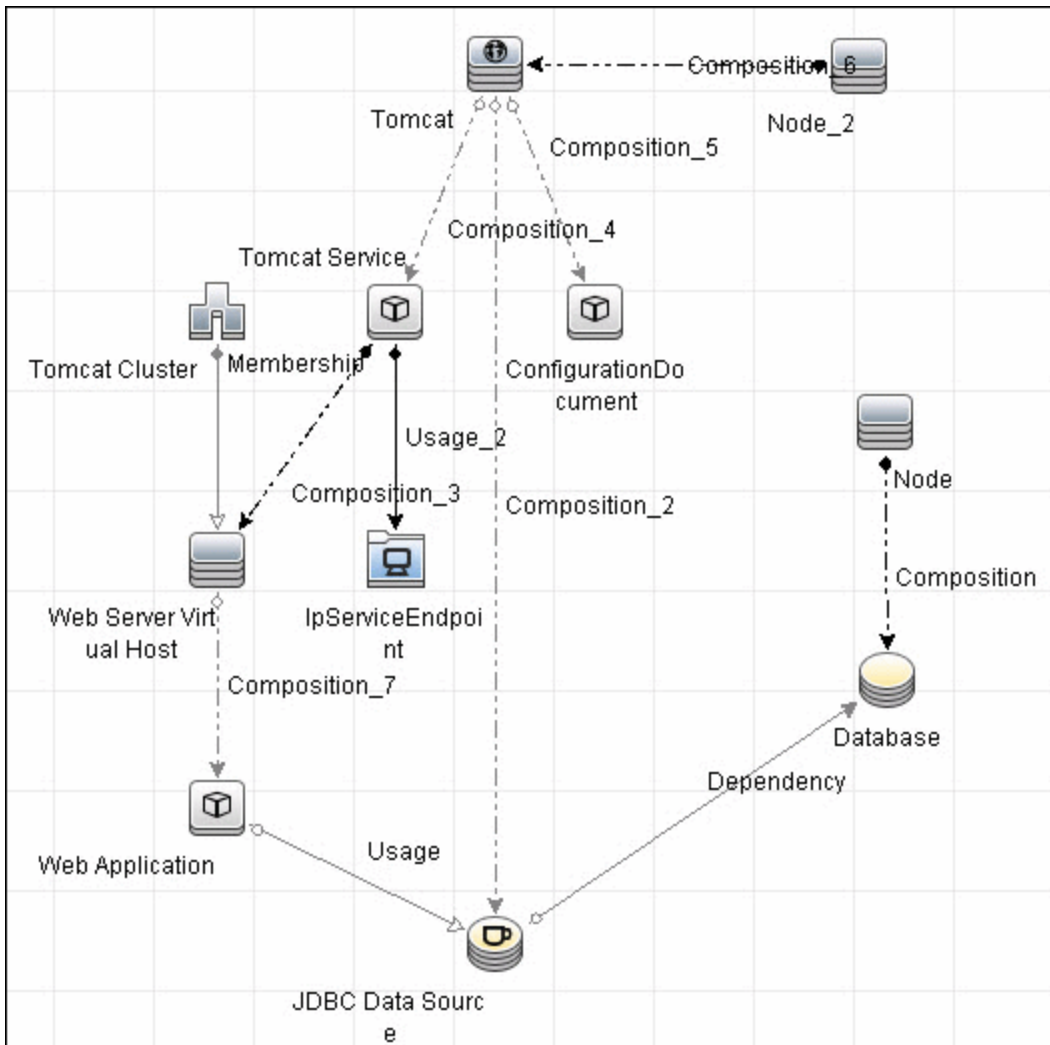 Composition_6
Tomcat
Node_2
Composition_5
Composition_4
Tomcat Service
Tomcat Cluster
Membership
ConfigurationDo
cument
Usage_2
Node
Composition_3
Composition_2
Composition
Web Server Virt
ual Host
IpServiceEndpoi
nt
Composition_7
Database
Dependency
Usage
Web Application
JDBC Data Sourc
e